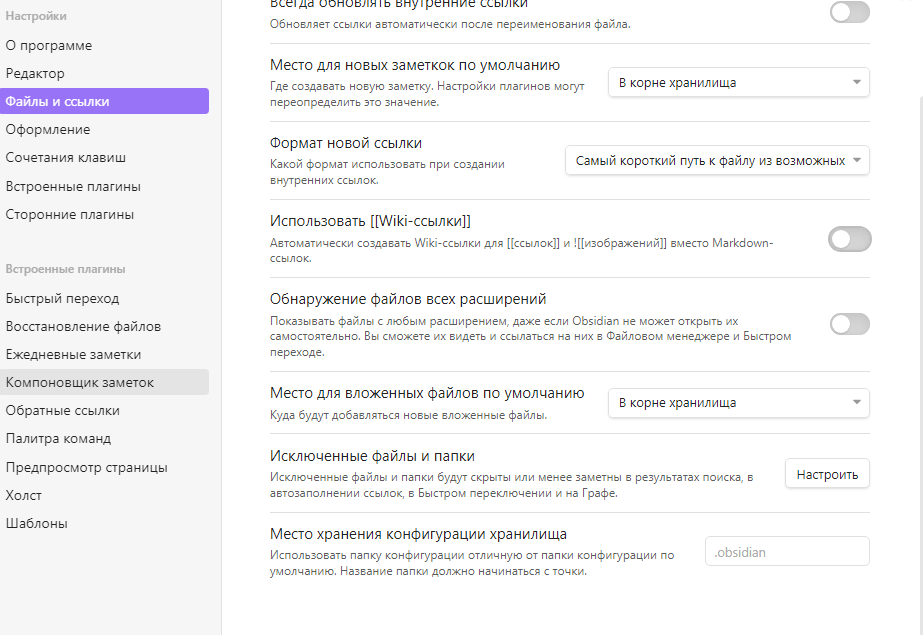 Настройки
О программе
Редактор
Файлы и ссылки
Оформление
Сочетания клавиш
Встроенные плагины
Сторонние плагины
Встроенные плагины
Быстрый переход
Восстановление файлов
Ежедневные заметки
Компоновщик заметок
Обратные ссылки
Палитра команд
Предпросмотр страницы
Холст
Шаблоны
Всегда обновлять внутренние ссылки
Обновляет ссылки автоматически после переименования файла.
Место для новых заметкок по умолчанию
Где создавать новую заметку. Настройки плагинов могут
переопределить это значение.
В корне хранилища
Формат новой ссылки
Какой формат использовать при создании
внутренних ссылок.
Самый короткий путь к файлу из возможных
Использовать [[Wiki-ссылки]]
Автоматически создавать Wiki-ссылки для [[ссылок]] и ![[изображений]] вместо Markdown-
ссылок.
Обнаружение файлов всех расширений
Показывать файлы с любым расширением, даже если Obsidian не может открыть их
самостоятельно. Вы сможете их видеть и ссылаться на них в Файловом менеджере и Быстром
переходе.
Место для вложенных файлов по умолчанию
Куда будут добавляться новые вложенные файлы.
В корне хранилища
Исключенные файлы и папки
Исключенные файлы и папки будут скрыты или менее заметны в результатах поиска, в
автозаполнении ссылок, в Быстром переключении и на Графе.
Настроить
Место хранения конфигурации хранилища
Использовать папку конфигурации отличную от папки конфигурации по
умолчанию. Название папки должно начинаться с точки.
.obsidian